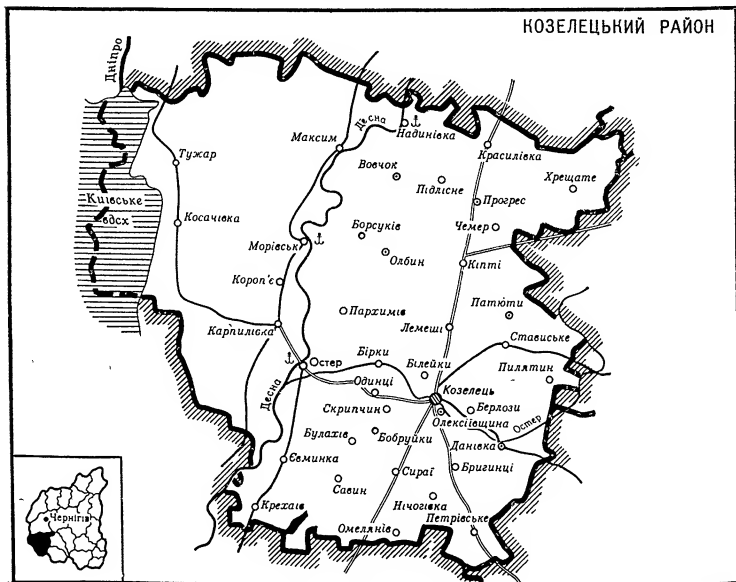 КОЗЕЛЕЦЬКИЙ РАЙОН
Дніпро
Десна
Надинівка
Максим
Красилівка
Тужар
Вовчок
Підлісне
Хрещате
Прогрес
Київське
вдсх
Косачівка
Борсуків
Чемер
Морівськ
Олбин
Кіпті
Короп'є
Патюти
Пархимів
Лемеші
Карпилівка
Ставиське
Остер
Бірки
Білейки
Пилятин
Десна
Одинці
Козелець
Скрипчин
Берлози
Олексіївщина
Остер
Булахів
Бобруйки
Данівка
Євминка
Сираї
Бригинці
Савин
Нічогівка
Крехаїв
Омелянів
Петрівське
Чернігів